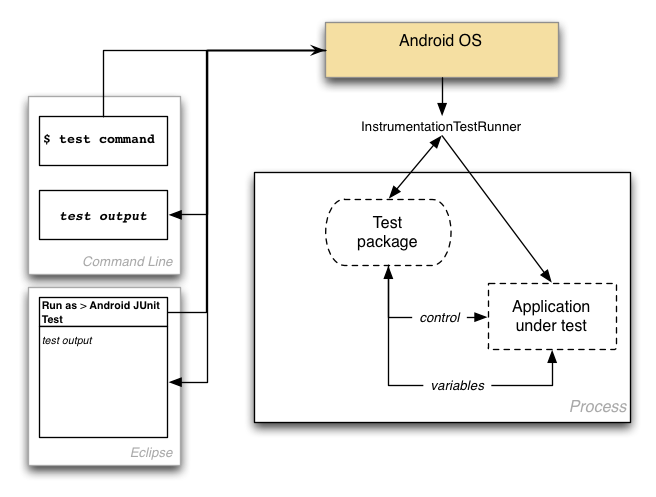 Android OS
InstrumentationTestRunner
$ test command
test output
Command Line
Run as > Android JUnit
Test
test output
Eclipse
Test
package
Application
under test
control
variables
Process